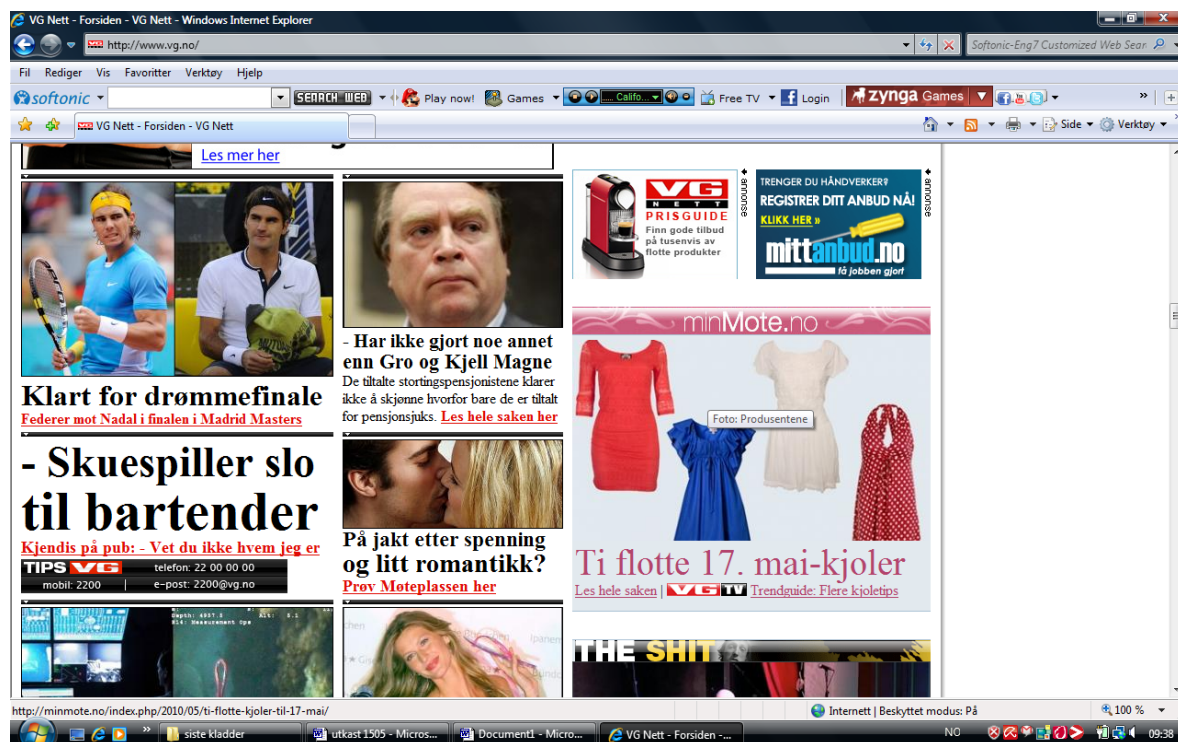 VG Nett - Forsiden - VG Nett - Windows Internet Explorer
http://www.vg.no/
Softonic-Eng7 Customized Web Sear
Fil Rediger Vis Favoritter Verktøy Hjelp
softonic
SEARCH WEB
Play now!
Games
Califo...
Free TV
Login
zynga Games
VG Nett - Forsiden - VG Nett
Side
Verktøy
Les mer her
Klart for drømmefinale
Federer mot Nadal i finalen i Madrid Masters
- Skuespiller slo
til bartender
Kjendis på pub: - Vet du ikke hvem jeg er
TIPS VG telefon: 22 00 00 00
mobil: 2200 | e-post: 2200@vg.no
Depth: 4937.8 Alt: 8.1
Measurement Ops
- Har ikke gjort noe annet
enn Gro og Kjell Magne
De tiltalte stortingspensjonistene klarer
ikke å skjønne hvorfor bare de er tiltalt
for pensjonsjuks. Les hele saken her
På jakt etter spenning
og litt romantikk?
Prøv Møteplassen her
VG
NETT
PRISGUIDE
Finn gode tilbud
på tusenvis av
flotte produkter
annonse
TRENGER DU HÅNDVERKER?
REGISTRER DITT ANBUD NÅ!
KLIKK HER »
mittanbud.no
få jobben gjort
annonse
minMote.no
Foto: Produsentene
Ti flotte 17. mai-kjoler
Les hele saken | VG TV Trendguide: Flere kjoletips
THE SHIT
http://minmote.no/index.php/2010/05/ti-flotte-kjoler-til-17-mai/
Internett | Beskyttet modus: På
100 %
siste kladder
utkast 1505 - Micros...
Document1 - Micro...
VG Nett - Forsiden -...
NO
09:38